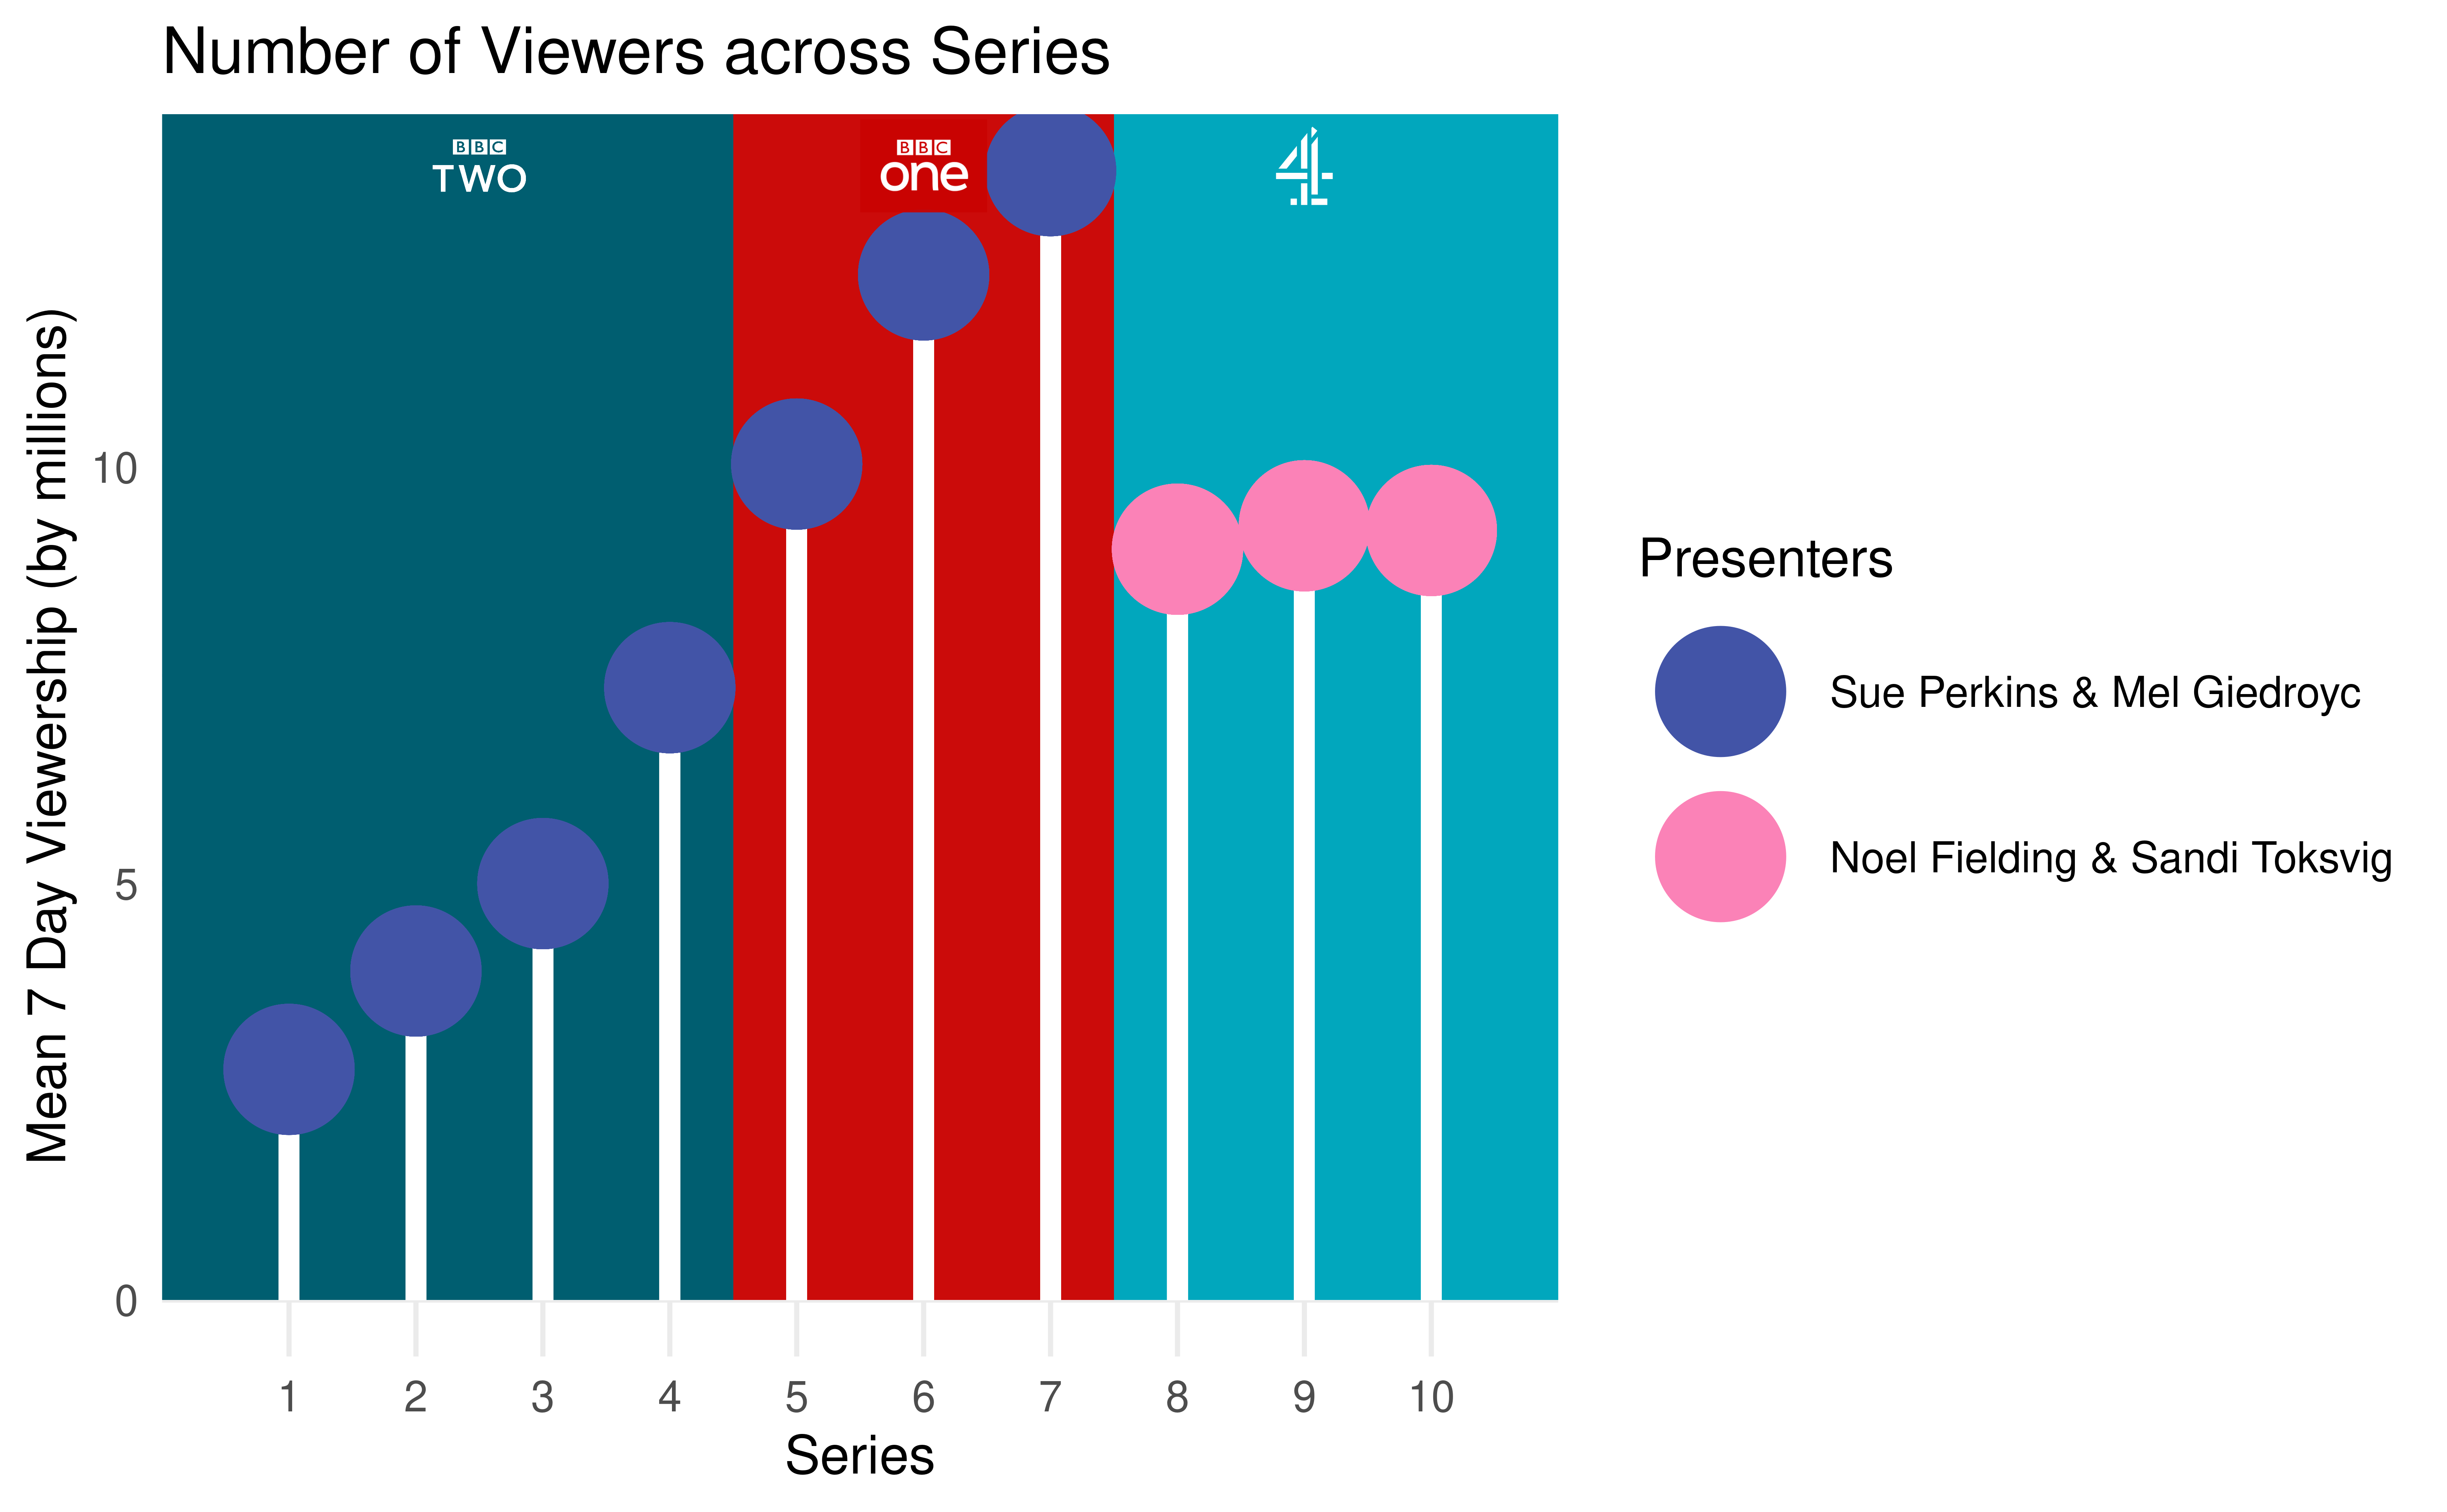 Number of Viewers across Series
BBC
TWO
BBC
one
4
Mean 7 Day Viewership (by millions)
10
5
0
1 2 3 4 5 6 7 8 9 10
Series
Presenters
Sue Perkins & Mel Giedroyc
Noel Fielding & Sandi Toksvig